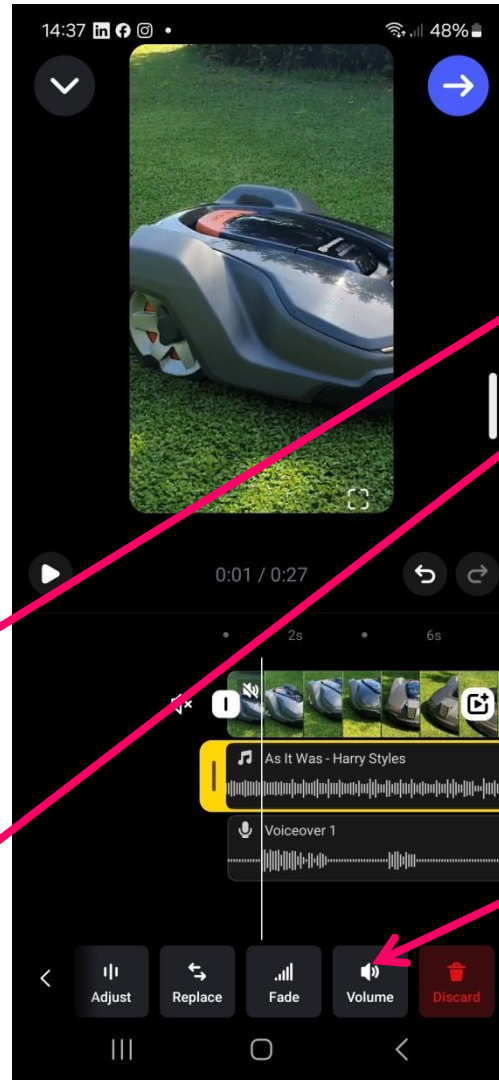 14:37 48%
0:01 / 0:27
2s 6s
As It Was - Harry Styles
Voiceover 1
Adjust Replace Fade Volume Discard